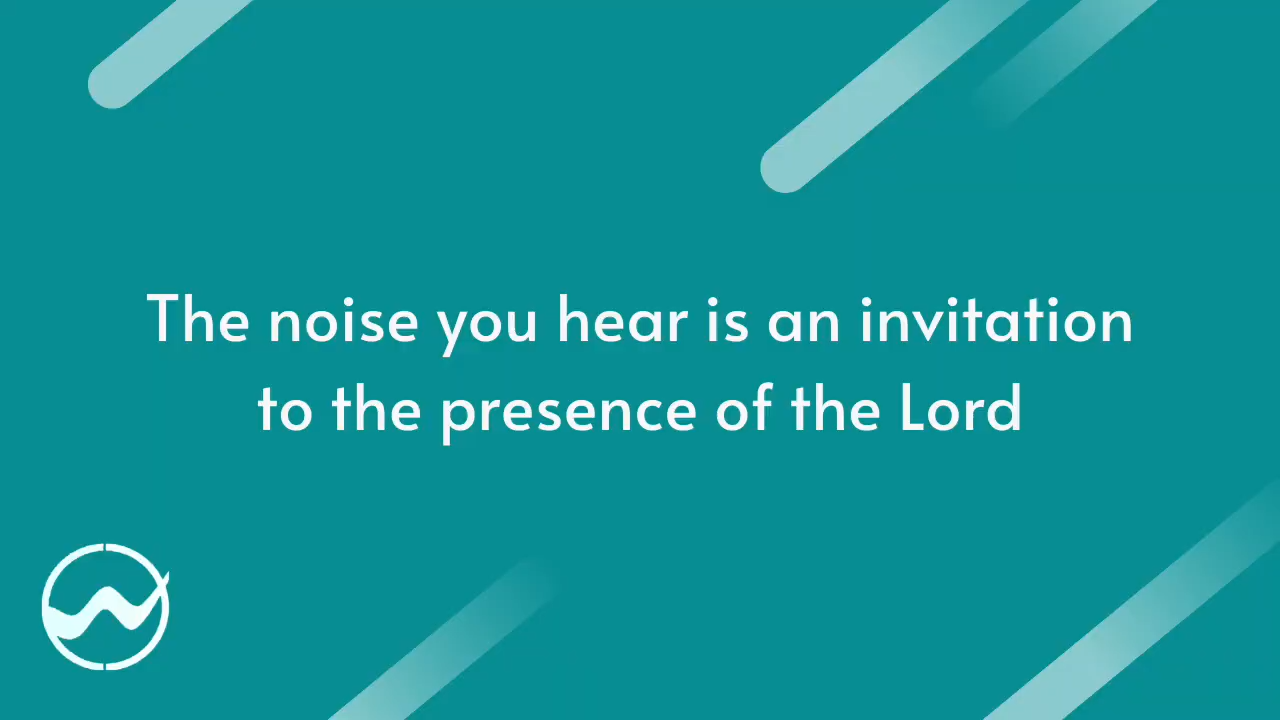 The noise you hear is an invitation
to the presence of the Lord